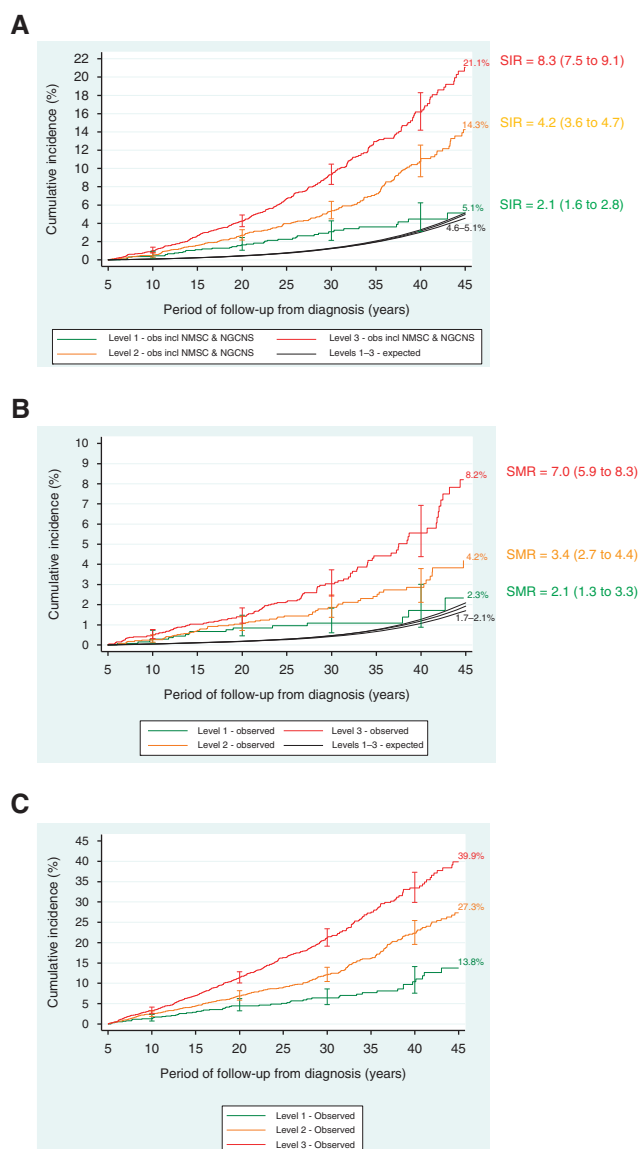 A
Cumulative incidence (%)
22
20
18
16
14
12
10
8
6
4
2
0
21.1%
14.3%
5.1%
4.6–5.1%
SIR = 8.3 (7.5 to 9.1)
SIR = 4.2 (3.6 to 4.7)
SIR = 2.1 (1.6 to 2.8)
5 10 15 20 25 30 35 40 45
Period of follow-up from diagnosis (years)
Level 1 - obs incl NMSC & NGCNS Level 3 - obs incl NMSC & NGCNS
Level 2 - obs incl NMSC & NGCNS Levels 1–3 - expected
B
Cumulative incidence (%)
10
9
8
7
6
5
4
3
2
1
0
8.2%
4.2%
2.3%
1.7–2.1%
SMR = 7.0 (5.9 to 8.3)
SMR = 3.4 (2.7 to 4.4)
SMR = 2.1 (1.3 to 3.3)
5 10 15 20 25 30 35 40 45
Period of follow-up from diagnosis (years)
Level 1 - observed Level 3 - observed
Level 2 - observed Levels 1–3 - expected
C
Cumulative incidence (%)
45
40
35
30
25
20
15
10
5
0
39.9%
27.3%
13.8%
5 10 15 20 25 30 35 40 45
Period of follow-up from diagnosis (years)
Level 1 - Observed
Level 2 - Observed
Level 3 - Observed